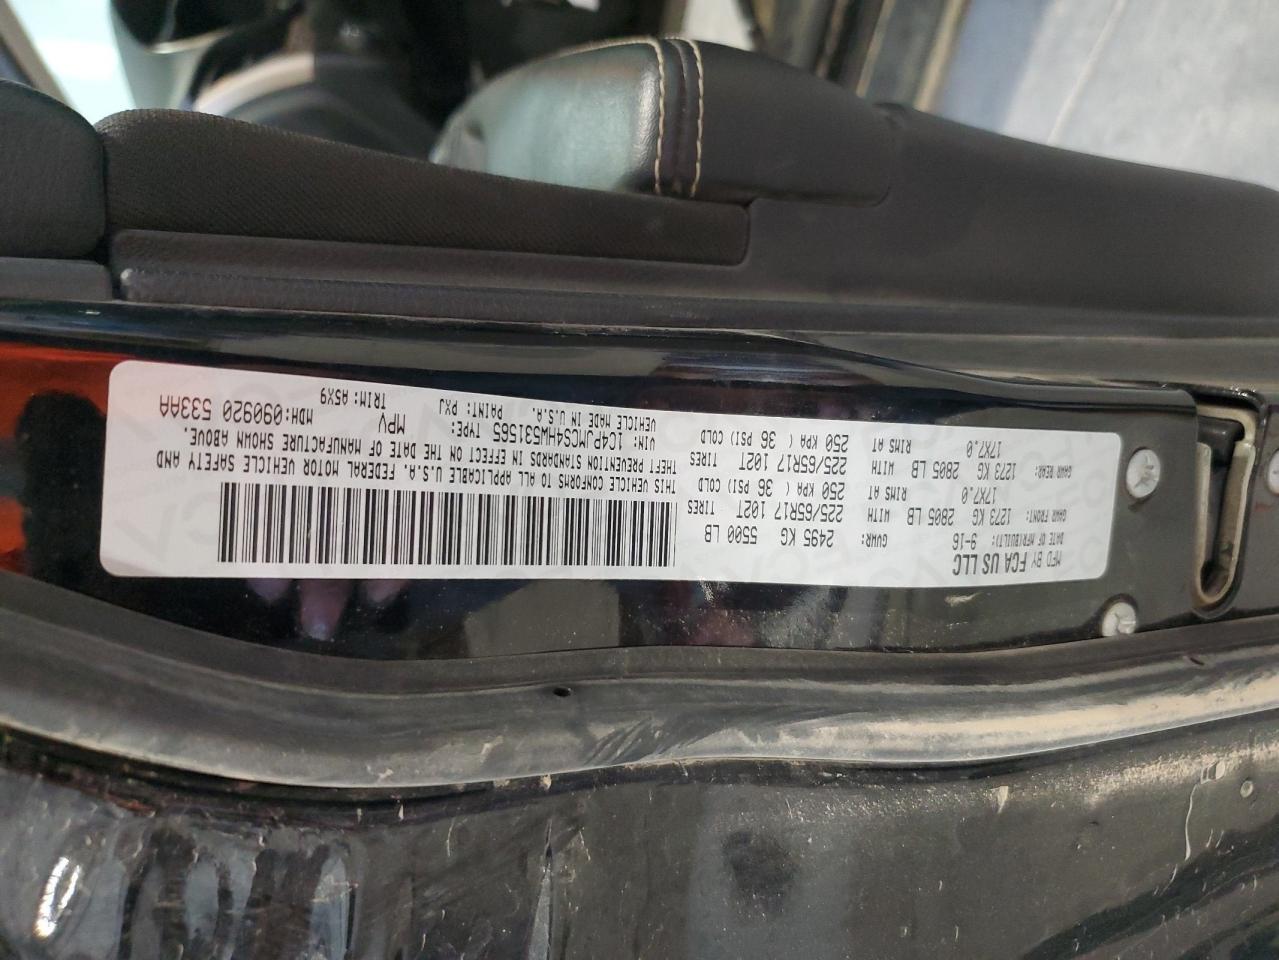 MFD BY FCA US LLC
DATE OF MFR(BUILT): 9-16 GVWR: 2495 KG 5500 LB
GAWR FRONT: 1273 KG 2805 LB WITH 225/65R17 102T TIRES
17X7.0 RIMS AT 250 KPA ( 36 PSI) COLD
GAWR REAR: 1273 KG 2805 LB WITH 225/65R17 102T TIRES
17X7.0 RIMS AT 250 KPA ( 36 PSI) COLD
THIS VEHICLE CONFORMS TO ALL APPLICABLE U.S.A. FEDERAL MOTOR VEHICLE SAFETY AND
THEFT PREVENTION STANDARDS IN EFFECT ON THE DATE OF MANUFACTURE SHOWN ABOVE.
VIN: 1C4PJMCS4HW531565 TYPE: MPV MDH: 090920 533AA
VEHICLE MADE IN U.S.A. PAINT: PXJ TRIM: A5X9